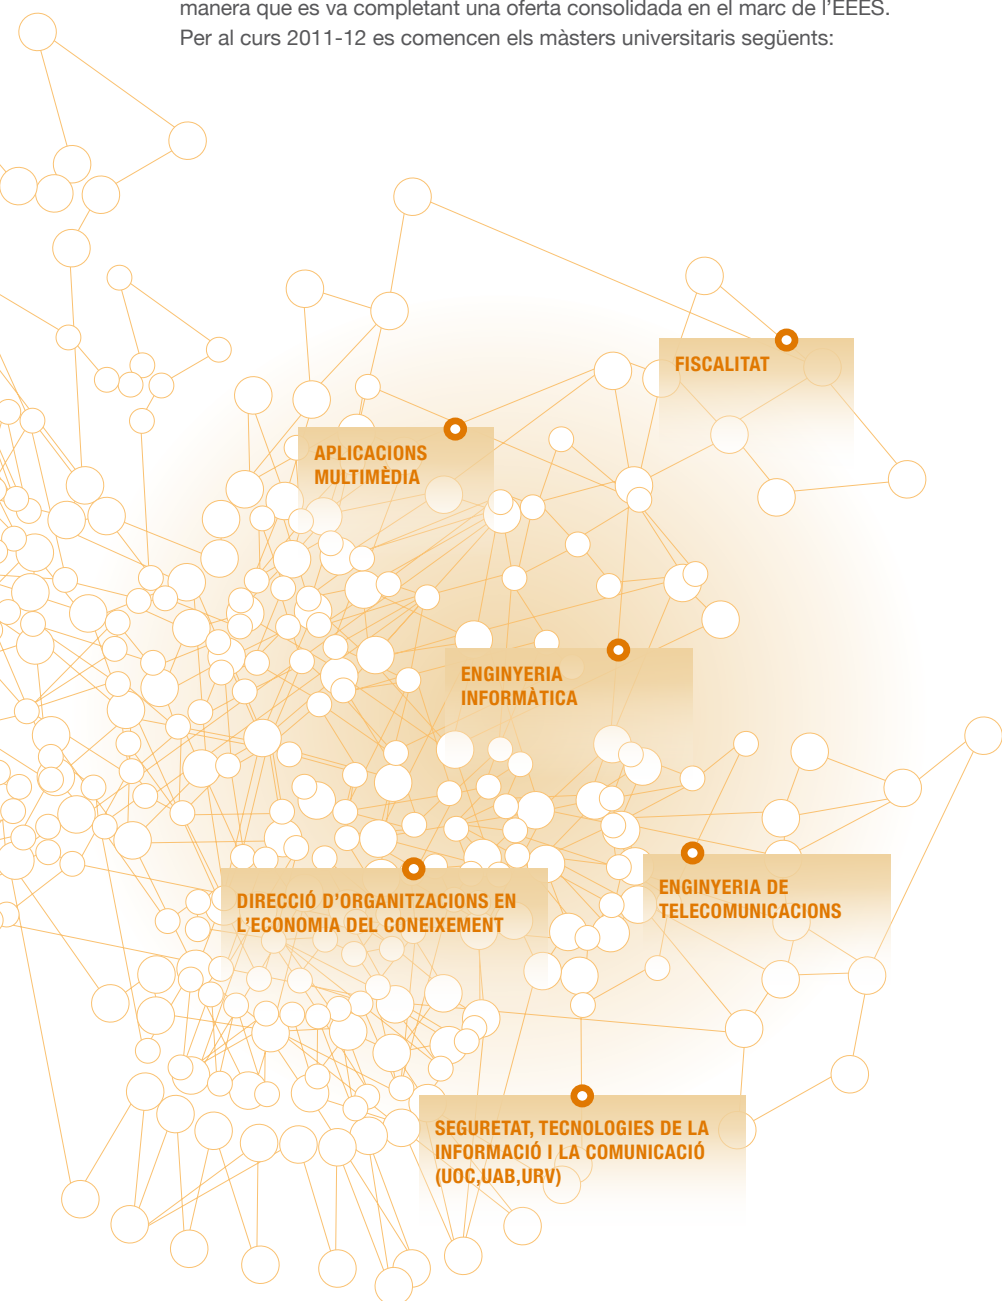 manera que es va completant una oferta consolidada en el marc de l’EEES.
Per al curs 2011-12 es comencen els màsters universitaris següents:
FISCALITAT
APLICACIONS
MULTIMÈDIA
ENGINYERIA
INFORMÀTICA
ENGINYERIA DE
TELECOMUNICACIONS
DIRECCIÓ D’ORGANITZACIONS EN
L’ECONOMIA DEL CONEIXEMENT
SEGURETAT, TECNOLOGIES DE LA
INFORMACIÓ I LA COMUNICACIÓ
(UOC,UAB,URV)